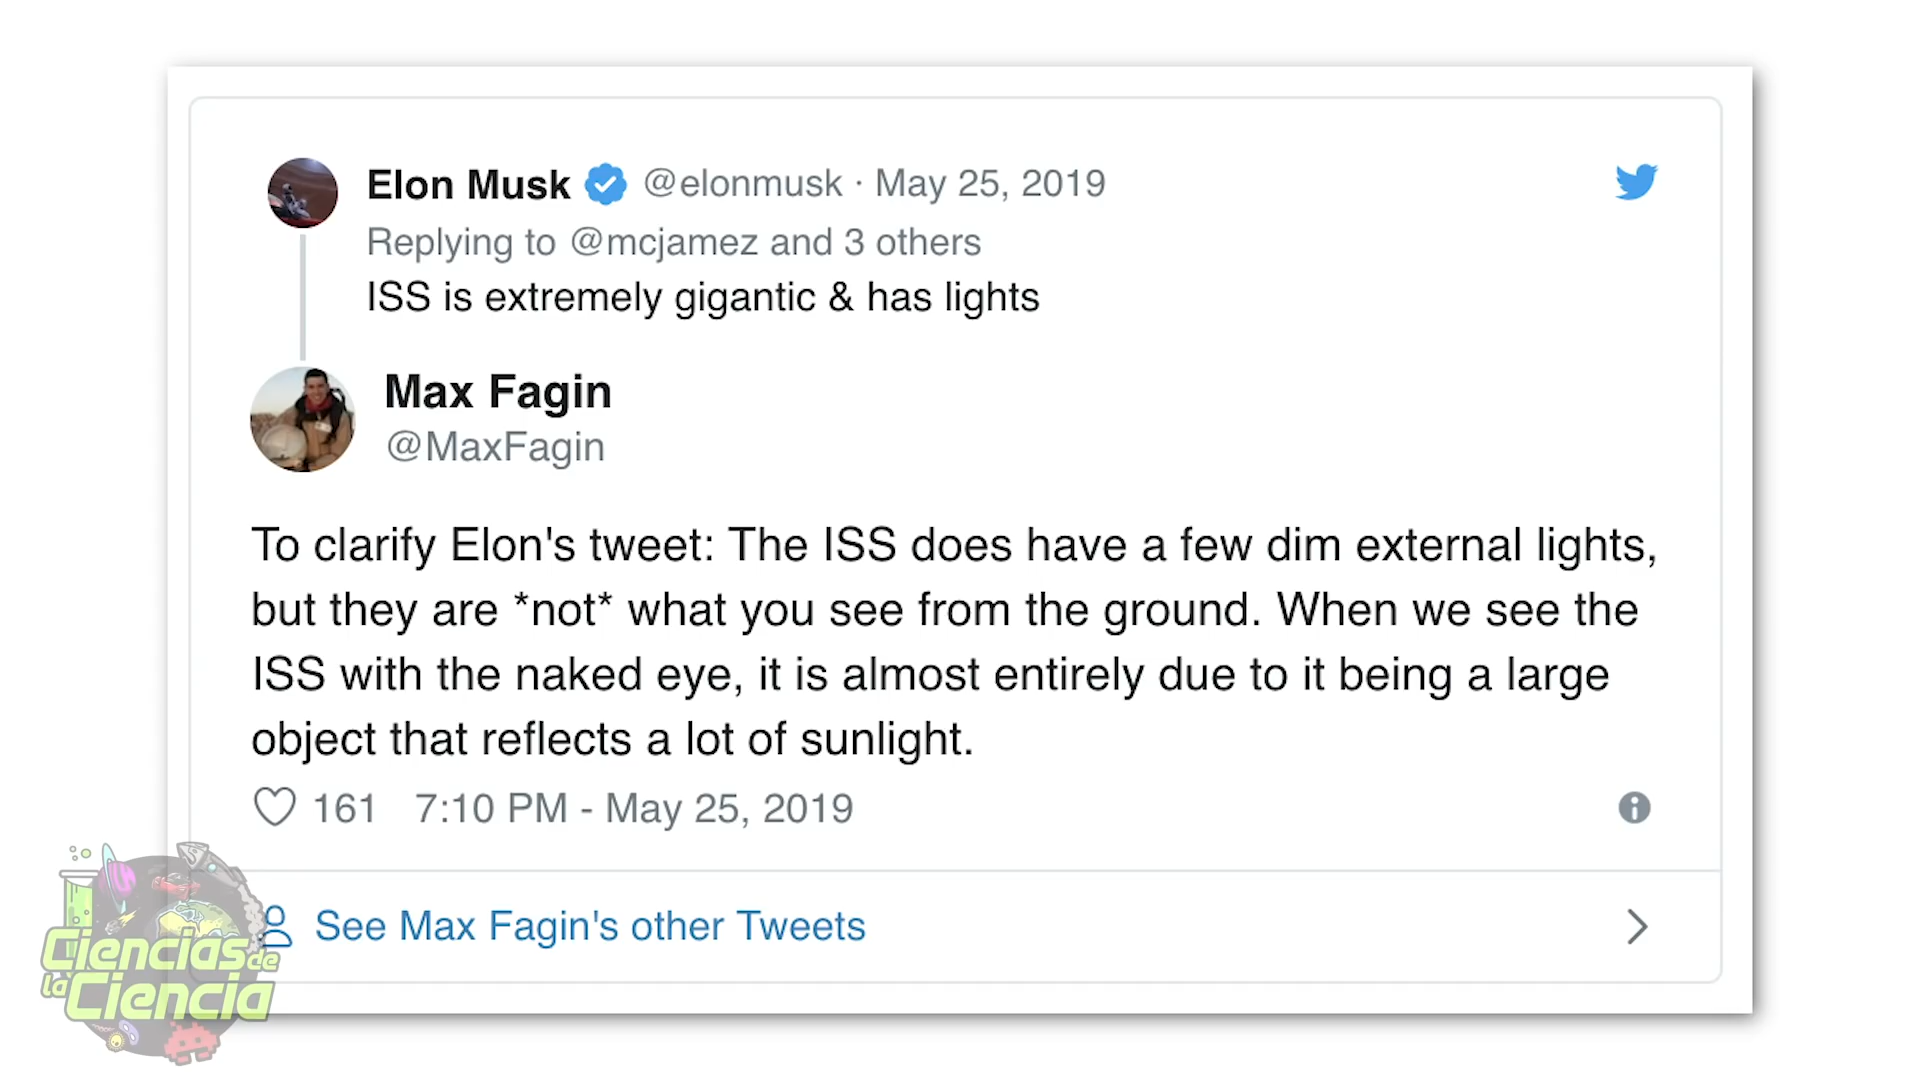 Elon Musk @elonmusk · May 25, 2019
Replying to @mcjamez and 3 others
ISS is extremely gigantic & has lights
Max Fagin
@MaxFagin
To clarify Elon's tweet: The ISS does have a few dim external lights,
but they are *not* what you see from the ground. When we see the
ISS with the naked eye, it is almost entirely due to it being a large
object that reflects a lot of sunlight.
161 7:10 PM - May 25, 2019
See Max Fagin's other Tweets
Ciencias de
la Ciencia